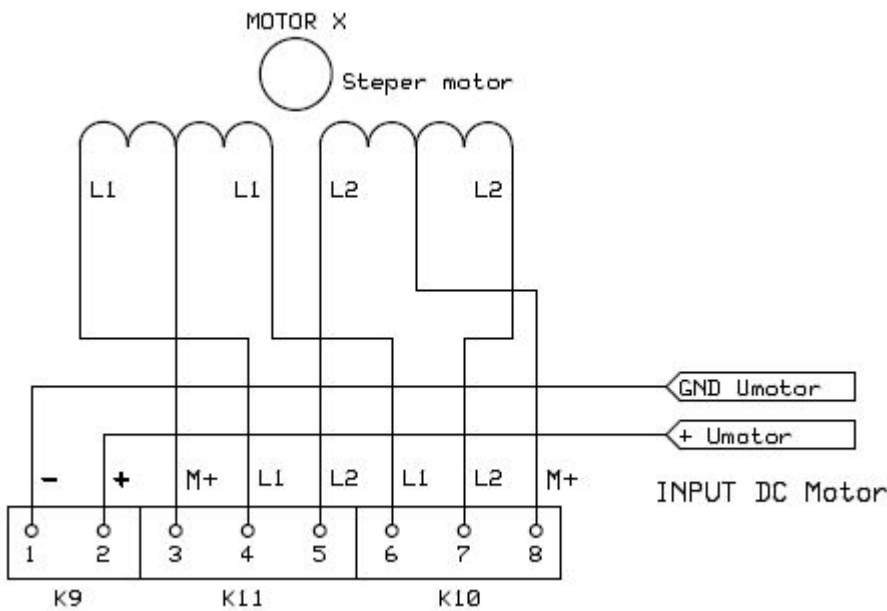 MOTOR X
Steper motor
L1 L1 L2 L2
GND Umotor
+ Umotor
- + M+ L1 L2 L1 L2 M+
INPUT DC Motor
1 2 3 4 5 6 7 8
K9 K11 K10